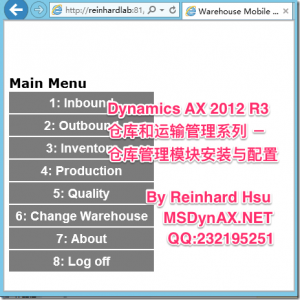 http://reinhardlab:81/
Warehouse Mobile ...
Main Menu
1: Inbound
2: Outbound
3: Inventory
4: Production
5: Quality
6: Change Warehouse
7: About
8: Log off
Dynamics AX 2012 R3
仓库和运输管理系列 －
仓库管理模块安装与配置
By Reinhard Hsu
MSDynAX.NET
QQ:232195251